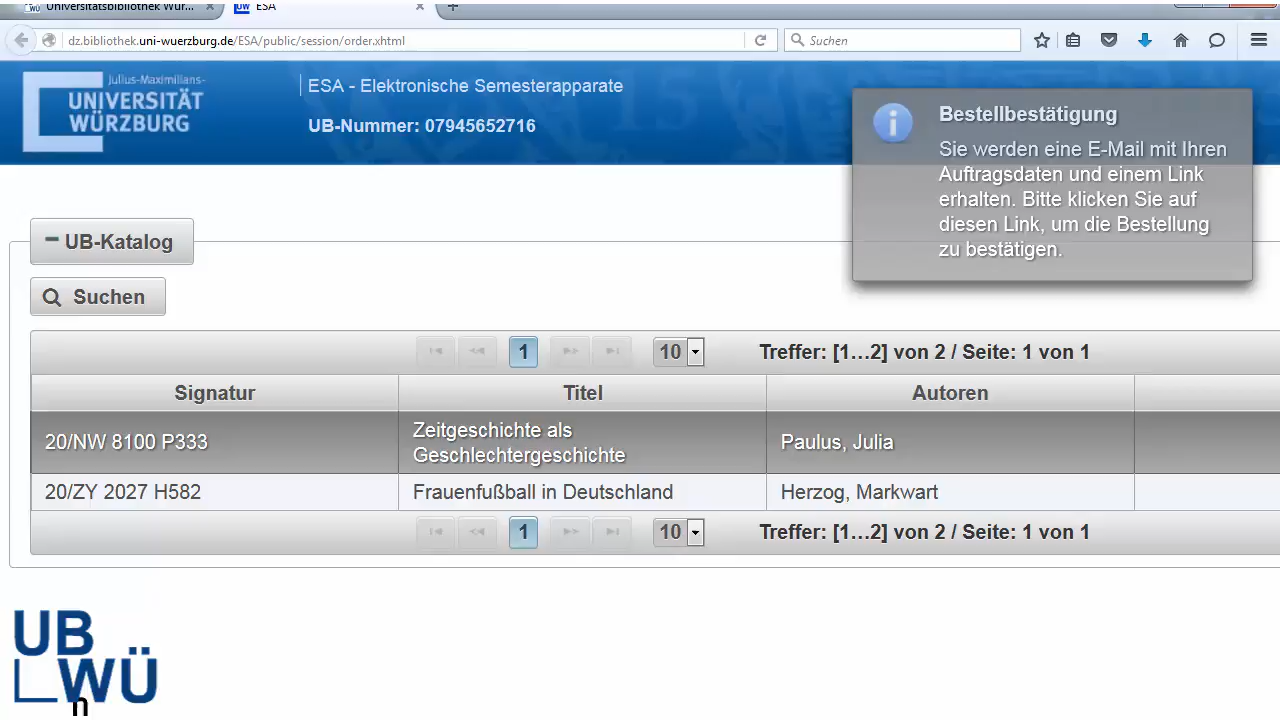 Universitätsbibliothek Wür... ESA
dz.bibliothek.uni-wuerzburg.de/ESA/public/session/order.xhtml Suchen
Julius-Maximilians-
UNIVERSITÄT
WÜRZBURG
ESA - Elektronische Semesterapparate
UB-Nummer: 07945652716
Bestellbestätigung
Sie werden eine E-Mail mit Ihren
Auftragsdaten und einem Link
erhalten. Bitte klicken Sie auf
diesen Link, um die Bestellung
zu bestätigen.
UB-Katalog
Suchen
1 10 Treffer: [1...2] von 2 / Seite: 1 von 1
Signatur Titel Autoren
20/NW 8100 P333 Zeitgeschichte als Geschlechtergeschichte Paulus, Julia
20/ZY 2027 H582 Frauenfußball in Deutschland Herzog, Markwart
1 10 Treffer: [1...2] von 2 / Seite: 1 von 1
UB
WÜ
n